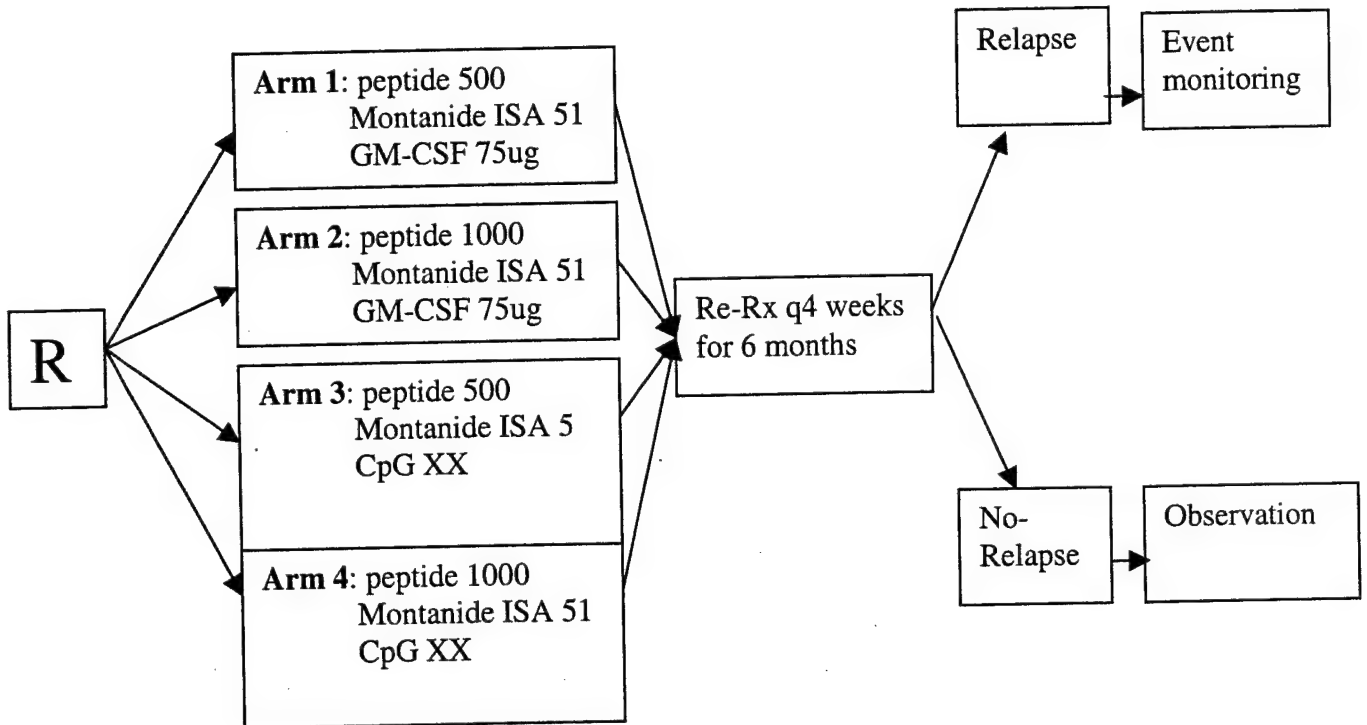 R
Arm 1: peptide 500
Montanide ISA 51
GM-CSF 75ug
Arm 2: peptide 1000
Montanide ISA 51
GM-CSF 75ug
Arm 3: peptide 500
Montanide ISA 5
CpG XX
Arm 4: peptide 1000
Montanide ISA 51
CpG XX
Re-Rx q4 weeks
for 6 months
Relapse
Event
monitoring
No-
Relapse
Observation